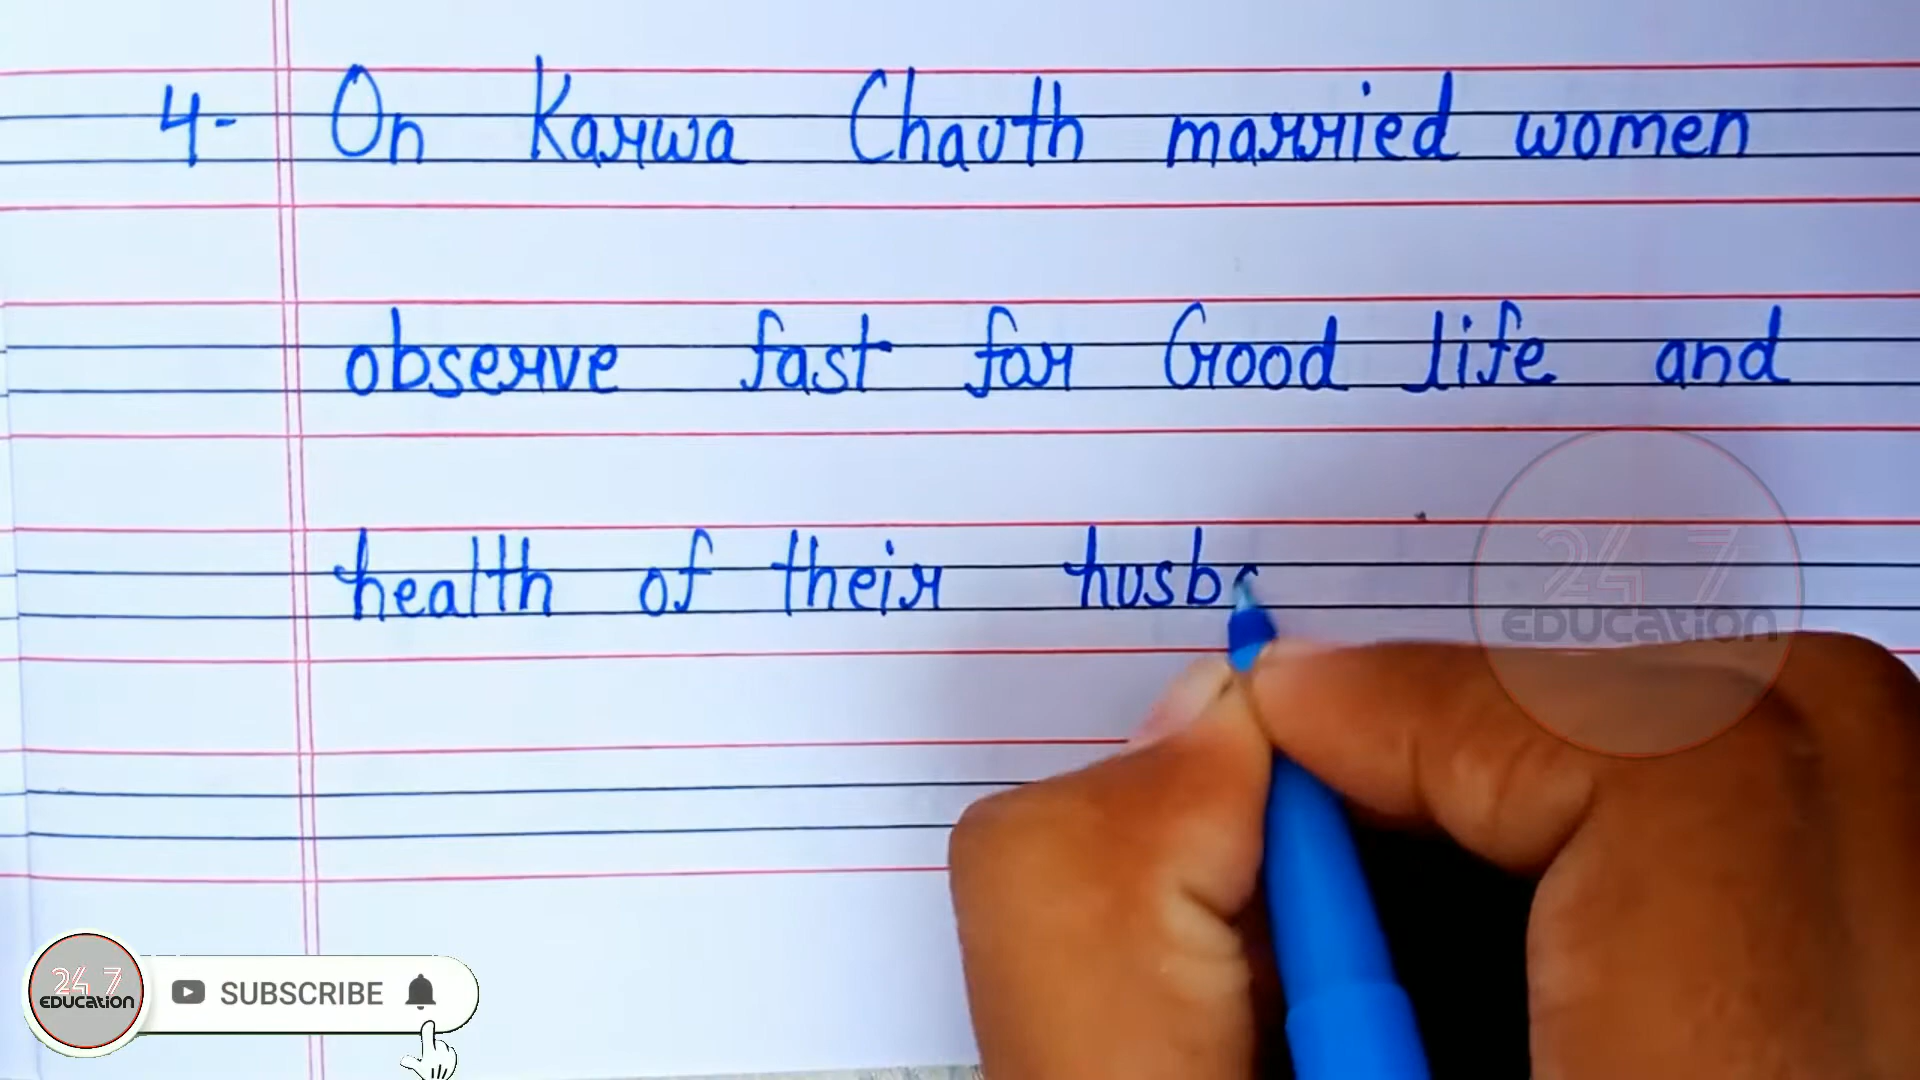 4- On Karwa Chauth married women
observe fast for Good life and
health of their husba
24 7
EDUCATION
24 7
EDUCATION
SUBSCRIBE